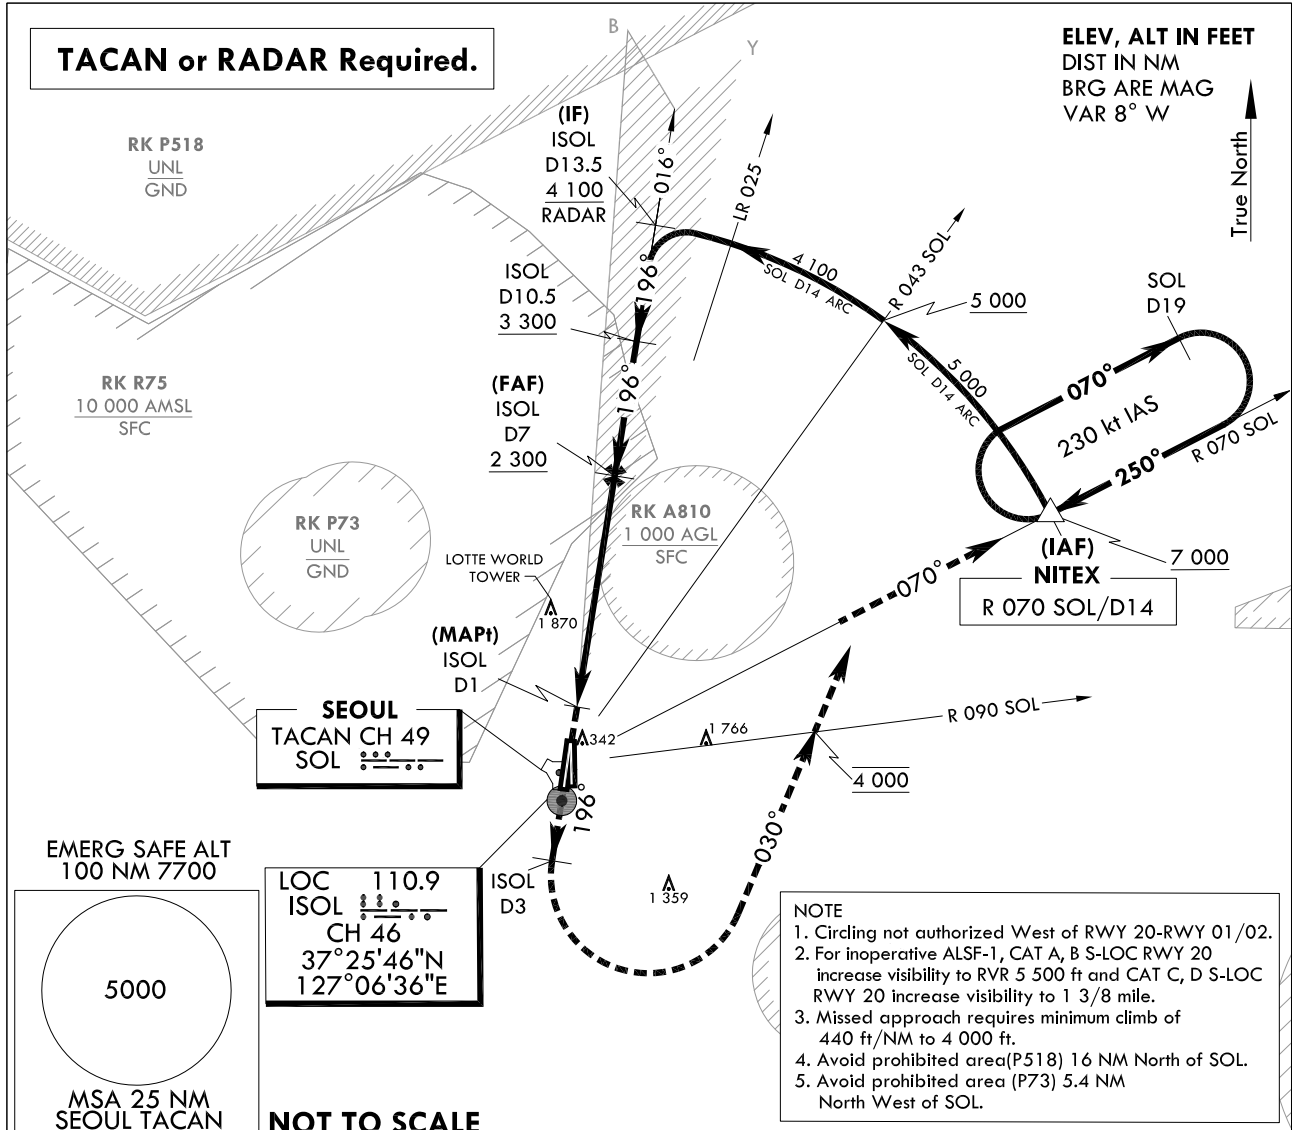 B
Y
TACAN or RADAR Required.
ELEV, ALT IN FEET
DIST IN NM
BRG ARE MAG
VAR 8° W
True North
RK P518
UNL
GND
(IF)
ISOL
D13.5
4 100
RADAR
016°
LR 025
196°
4 100
SOL D14 ARC
R 043 SOL
5 000
SOL
D19
ISOL
D10.5
3 300
5 000
SOL D14 ARC
070°
230 kt IAS
R 070 SOL
250°
RK R75
10 000 AMSL
SFC
(FAF)
ISOL
D7
2 300
196°
RK P73
UNL
GND
RK A810
1 000 AGL
SFC
(IAF)
NITEX
R 070 SOL/D14
7 000
070°
LOTTE WORLD
TOWER
1 870
(MAPt)
ISOL
D1
SEOUL
TACAN CH 49
SOL
342
1 766
R 090 SOL
4 000
196°
030°
ISOL
D3
1 359
EMERG SAFE ALT
100 NM 7700
5000
MSA 25 NM
SEOUL TACAN
LOC 110.9
ISOL
CH 46
37°25'46"N
127°06'36"E
NOT TO SCALE
NOTE
1. Circling not authorized West of RWY 20-RWY 01/02.
2. For inoperative ALSF-1, CAT A, B S-LOC RWY 20
increase visibility to RVR 5 500 ft and CAT C, D S-LOC
RWY 20 increase visibility to 1 3/8 mile.
3. Missed approach requires minimum climb of
440 ft/NM to 4 000 ft.
4. Avoid prohibited area(P518) 16 NM North of SOL.
5. Avoid prohibited area (P73) 5.4 NM
North West of SOL.